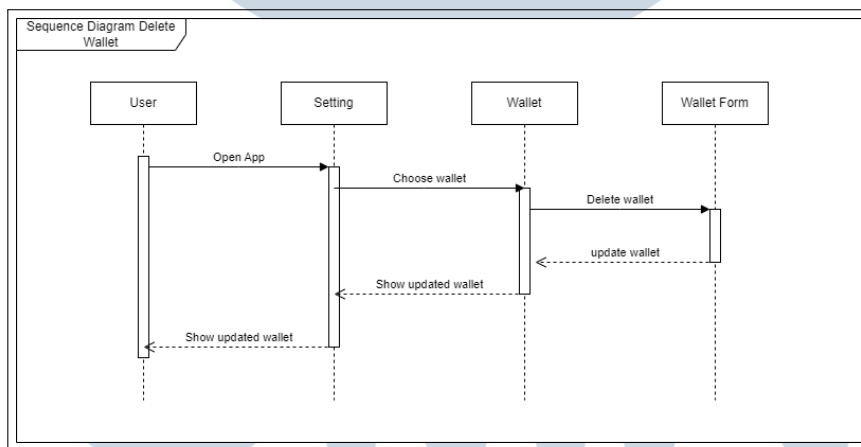 Sequence Diagram Delete
Wallet
User
Setting
Wallet
Wallet Form
Open App
Choose wallet
Delete wallet
update wallet
Show updated wallet
Show updated wallet